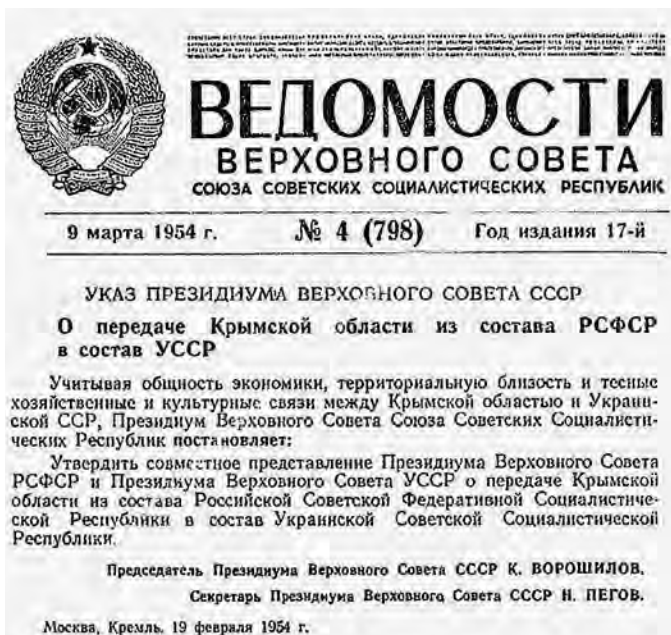 ВЕДОМОСТИ
ВЕРХОВНОГО СОВЕТА
СОЮЗА СОВЕТСКИХ СОЦИАЛИСТИЧЕСКИХ РЕСПУБЛИК
9 марта 1954 г. № 4 (798) Год издания 17-й
УКАЗ ПРЕЗИДИУМА ВЕРХОВНОГО СОВЕТА СССР
О передаче Крымской области из состава РСФСР
в состав УССР
Учитывая общность экономики, территориальную близость и тесные
хозяйственные и культурные связи между Крымской областью и Украин-
ской ССР, Президиум Верховного Совета Союза Советских Социалисти-
ческих Республик постановляет:
Утвердить совместное представление Президиума Верховного Совета
РСФСР и Президиума Верховного Совета УССР о передаче Крымской
области из состава Российской Советской Федеративной Социалистиче-
ской Республики в состав Украинской Советской Социалистической
Республики.
Председатель Президиума Верховного Совета СССР К. ВОРОШИЛОВ.
Секретарь Президиума Верховного Совета СССР Н. ПЕГОВ.
Москва, Кремль. 19 февраля 1954 г.